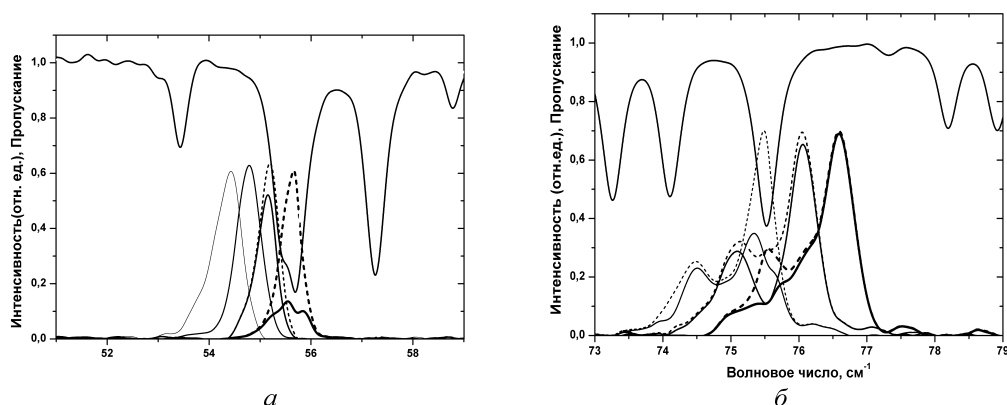 Интенсивность(отн. ед.), Пропускание
1,0
0,8
0,6
0,4
0,2
0,0
52 54 56 58
а
Интенсивность (отн.ед.), Пропускание
1,0
0,8
0,6
0,4
0,2
0,0
73 74 75 76 77 78 79
Волновое число, см-1
б